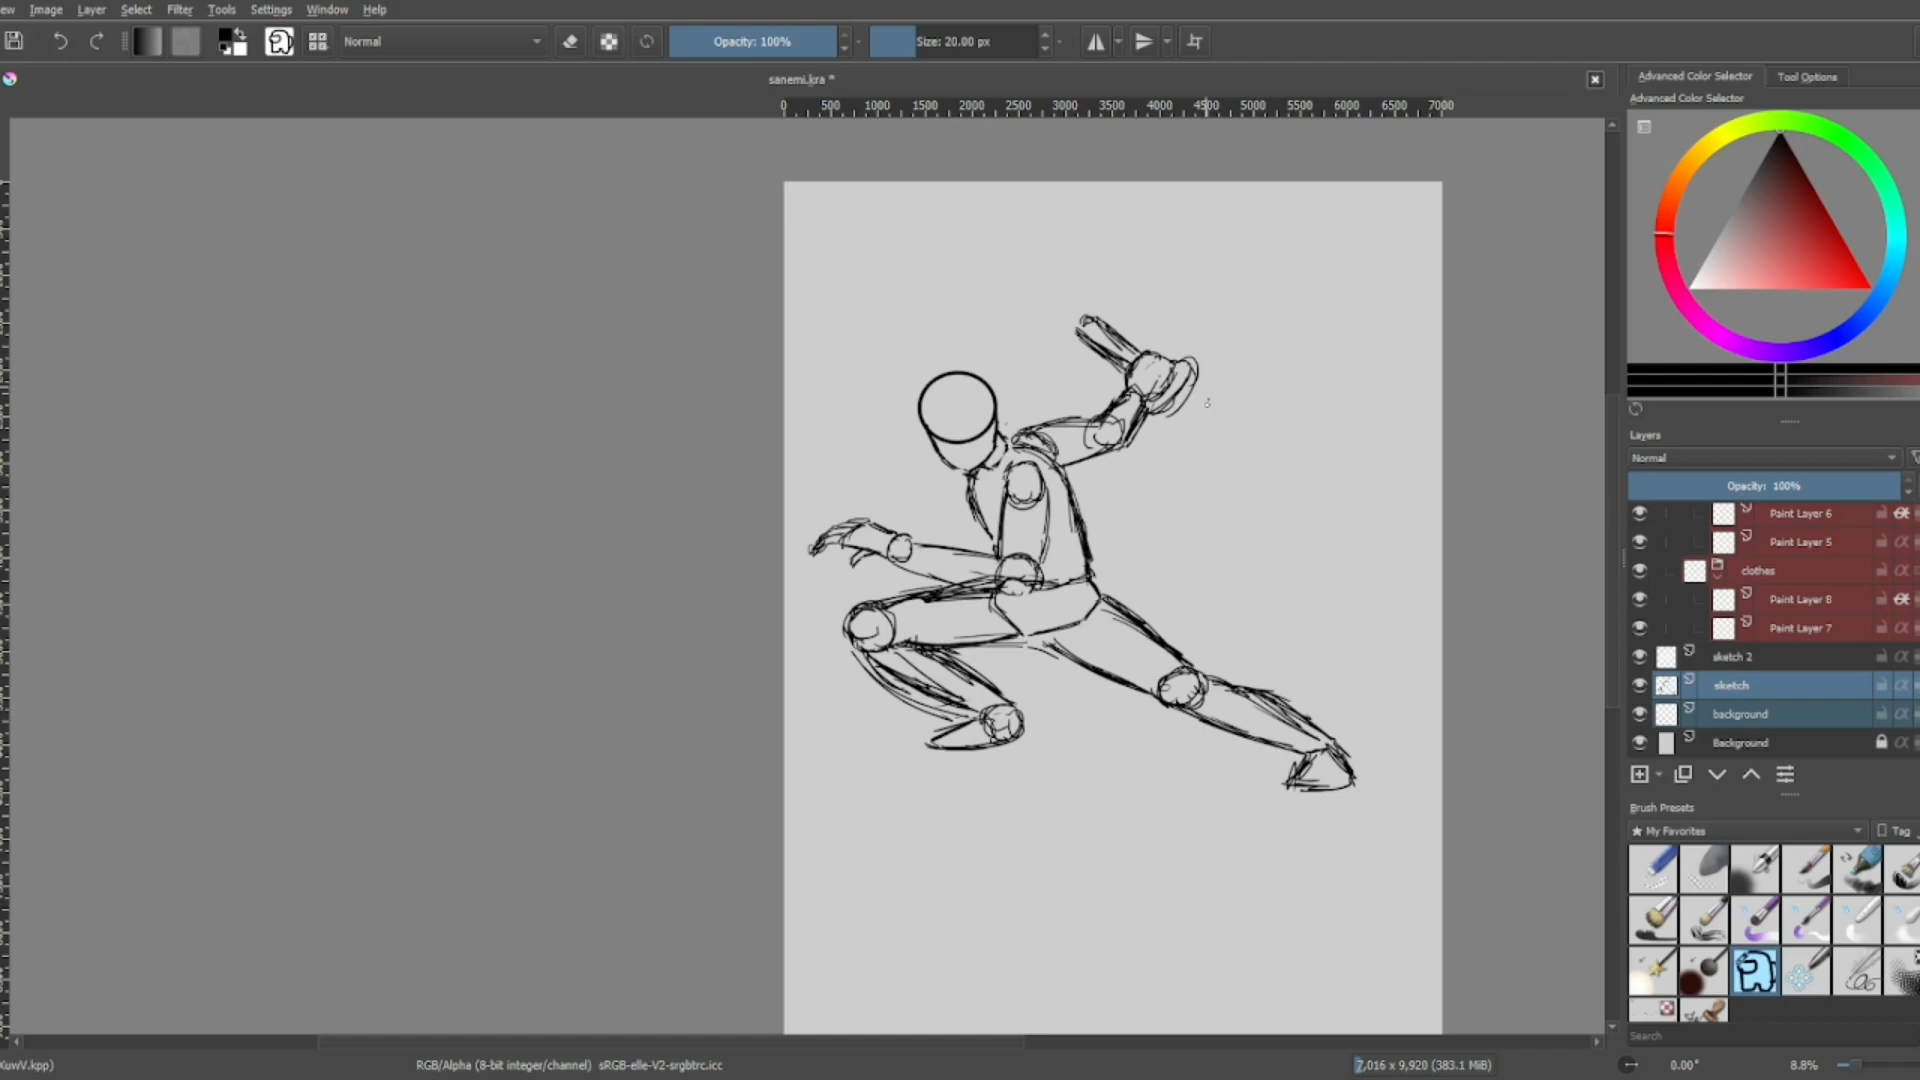 ew Image Layer Select Filter Tools Settings Window Help
Normal Opacity: 100% Size: 20.00 px
sanemi.kra *
0 500 1000 1500 2000 2500 3000 3500 4000 4500 5000 5500 6000 6500 7000
Advanced Color Selector Tool Options
Advanced Color Selector
Layers
Normal
Opacity: 100%
Paint Layer 6
Paint Layer 5
clothes
Paint Layer 8
Paint Layer 7
sketch 2
sketch
background
Background
Brush Presets
★ My Favorites Tag
Search
XuwV.kpp) RGB/Alpha (8-bit integer/channel) sRGB-elle-V2-srgbtrc.icc 7,016 x 9,920 (383.1 MiB) 0.00° 8.8%